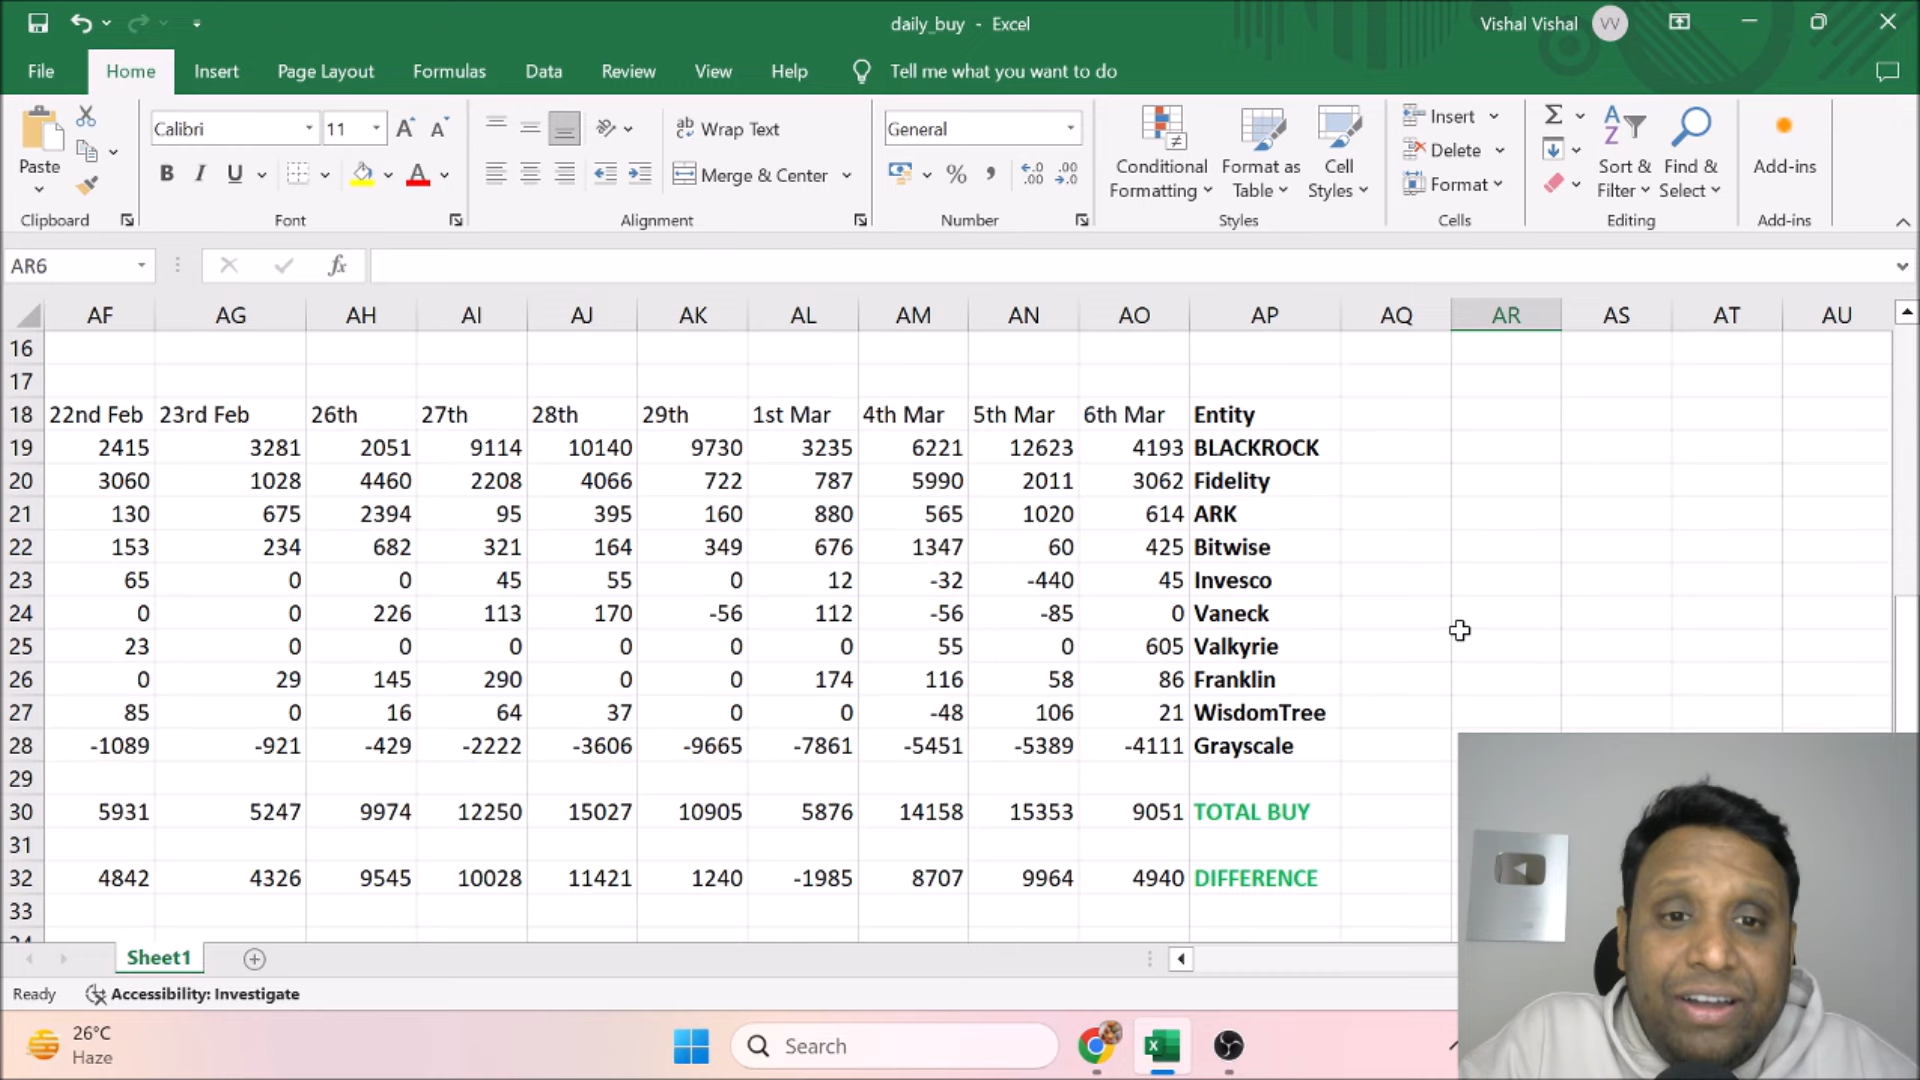 daily_buy - Excel
Vishal Vishal VV
File Home Insert Page Layout Formulas Data Review View Help Tell me what you want to do
Paste
Clipboard
Calibri 11
B I U
Font
Wrap Text
Merge & Center
Alignment
General
Number
Conditional Formatting
Format as Table
Cell Styles
Styles
Insert
Delete
Format
Cells
Sort & Filter
Find & Select
Editing
Add-ins
Add-ins
AR6
fx
AF AG AH AI AJ AK AL AM AN AO AP AQ AR AS AT AU
16
17
18 22nd Feb 23rd Feb 26th 27th 28th 29th 1st Mar 4th Mar 5th Mar 6th Mar Entity
19 2415 3281 2051 9114 10140 9730 3235 6221 12623 4193 BLACKROCK
20 3060 1028 4460 2208 4066 722 787 5990 2011 3062 Fidelity
21 130 675 2394 95 395 160 880 565 1020 614 ARK
22 153 234 682 321 164 349 676 1347 60 425 Bitwise
23 65 0 0 45 55 0 12 -32 -440 45 Invesco
24 0 0 226 113 170 -56 112 -56 -85 0 Vaneck
25 23 0 0 0 0 0 0 55 0 605 Valkyrie
26 0 29 145 290 0 0 174 116 58 86 Franklin
27 85 0 16 64 37 0 0 -48 106 21 WisdomTree
28 -1089 -921 -429 -2222 -3606 -9665 -7861 -5451 -5389 -4111 Grayscale
29
30 5931 5247 9974 12250 15027 10905 5876 14158 15353 9051 TOTAL BUY
31
32 4842 4326 9545 10028 11421 1240 -1985 8707 9964 4940 DIFFERENCE
33
Sheet1
Ready Accessibility: Investigate
26°C
Haze
Search